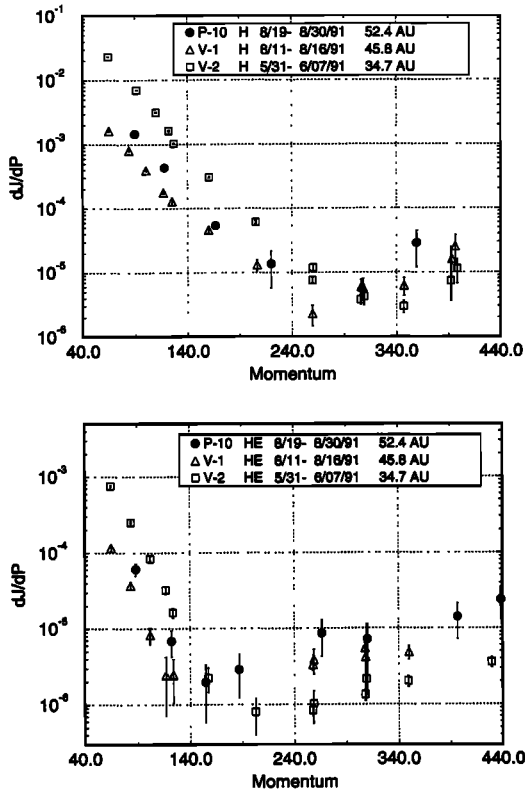 10⁻¹
10⁻²
10⁻³
10⁻⁴
10⁻⁵
10⁻⁶
dJ/dP
● P-10 H 8/19- 8/30/91 52.4 AU
△ V-1 H 8/11- 8/16/91 45.8 AU
□ V-2 H 5/31- 6/07/91 34.7 AU
40.0 140.0 240.0 340.0 440.0
Momentum
10⁻³
10⁻⁴
10⁻⁵
10⁻⁶
dJ/dP
● P-10 HE 8/19- 8/30/91 52.4 AU
△ V-1 HE 8/11- 8/16/91 45.8 AU
□ V-2 HE 5/31- 6/07/91 34.7 AU
40.0 140.0 240.0 340.0 440.0
Momentum